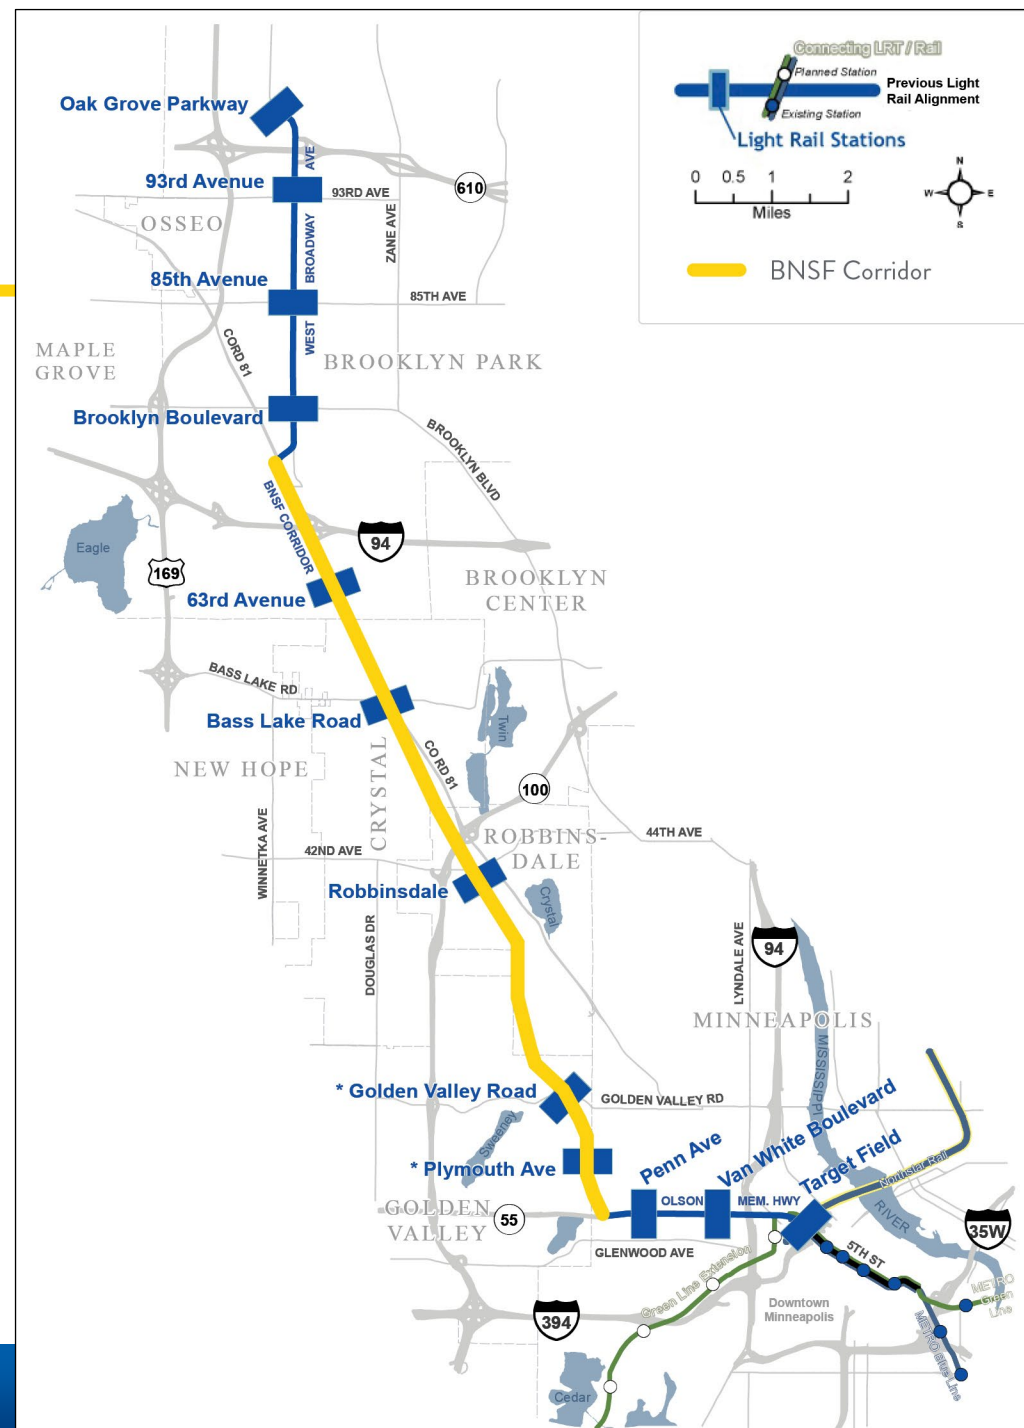 Connecting LRT / Rail
Planned Station
Previous Light
Rail Alignment
Existing Station
Light Rail Stations
0 0.5 1 2
Miles
N
W E
S
BNSF Corridor
Oak Grove Parkway
AVE
93rd Avenue
93RD AVE
610
OSSEO
ZANE AVE
BROADWAY
85th Avenue
85TH AVE
WEST
CORD 81
MAPLE
GROVE
BROOKLYN PARK
Brooklyn Boulevard
BROOKLYN BLVD
BNSF CORRIDOR
94
Eagle
169
63rd Avenue
BROOKLYN
CENTER
BASS LAKE RD
Bass Lake Road
Twin
NEW HOPE
CRYSTAL
CO RD 81
100
WINNETKA AVE
42ND AVE
ROBBINS-
DALE
44TH AVE
Robbinsdale
Crystal
DOUGLAS DR
LYNDALE AVE
94
MINNEAPOLIS
MISSISSIPPI
* Golden Valley Road
GOLDEN VALLEY RD
Sweeney
* Plymouth Ave
Penn Ave
Van White Boulevard
Target Field
Northstar Rail
GOLDEN
VALLEY
55
OLSON
MEM. HWY
RIVER
35W
GLENWOOD AVE
5TH ST
Green Line Extension
METRO
Green
Line
Downtown
Minneapolis
394
METRO Blue Line
Cedar